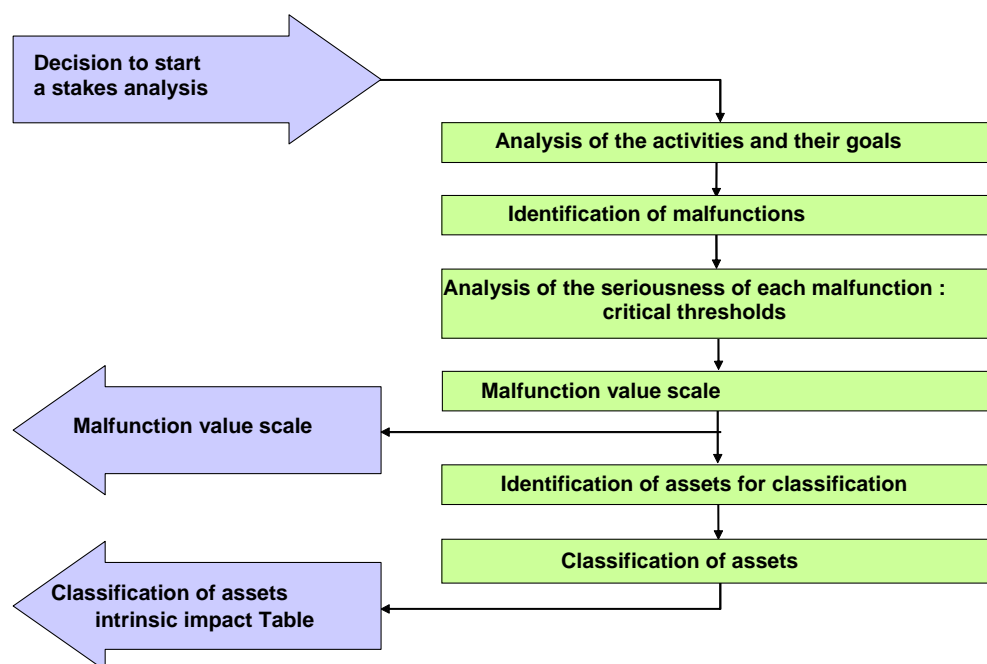 Decision to start
a stakes analysis
Analysis of the activities and their goals
Identification of malfunctions
Analysis of the seriousness of each malfunction :
critical thresholds
Malfunction value scale
Malfunction value scale
Identification of assets for classification
Classification of assets
Classification of assets
intrinsic impact Table